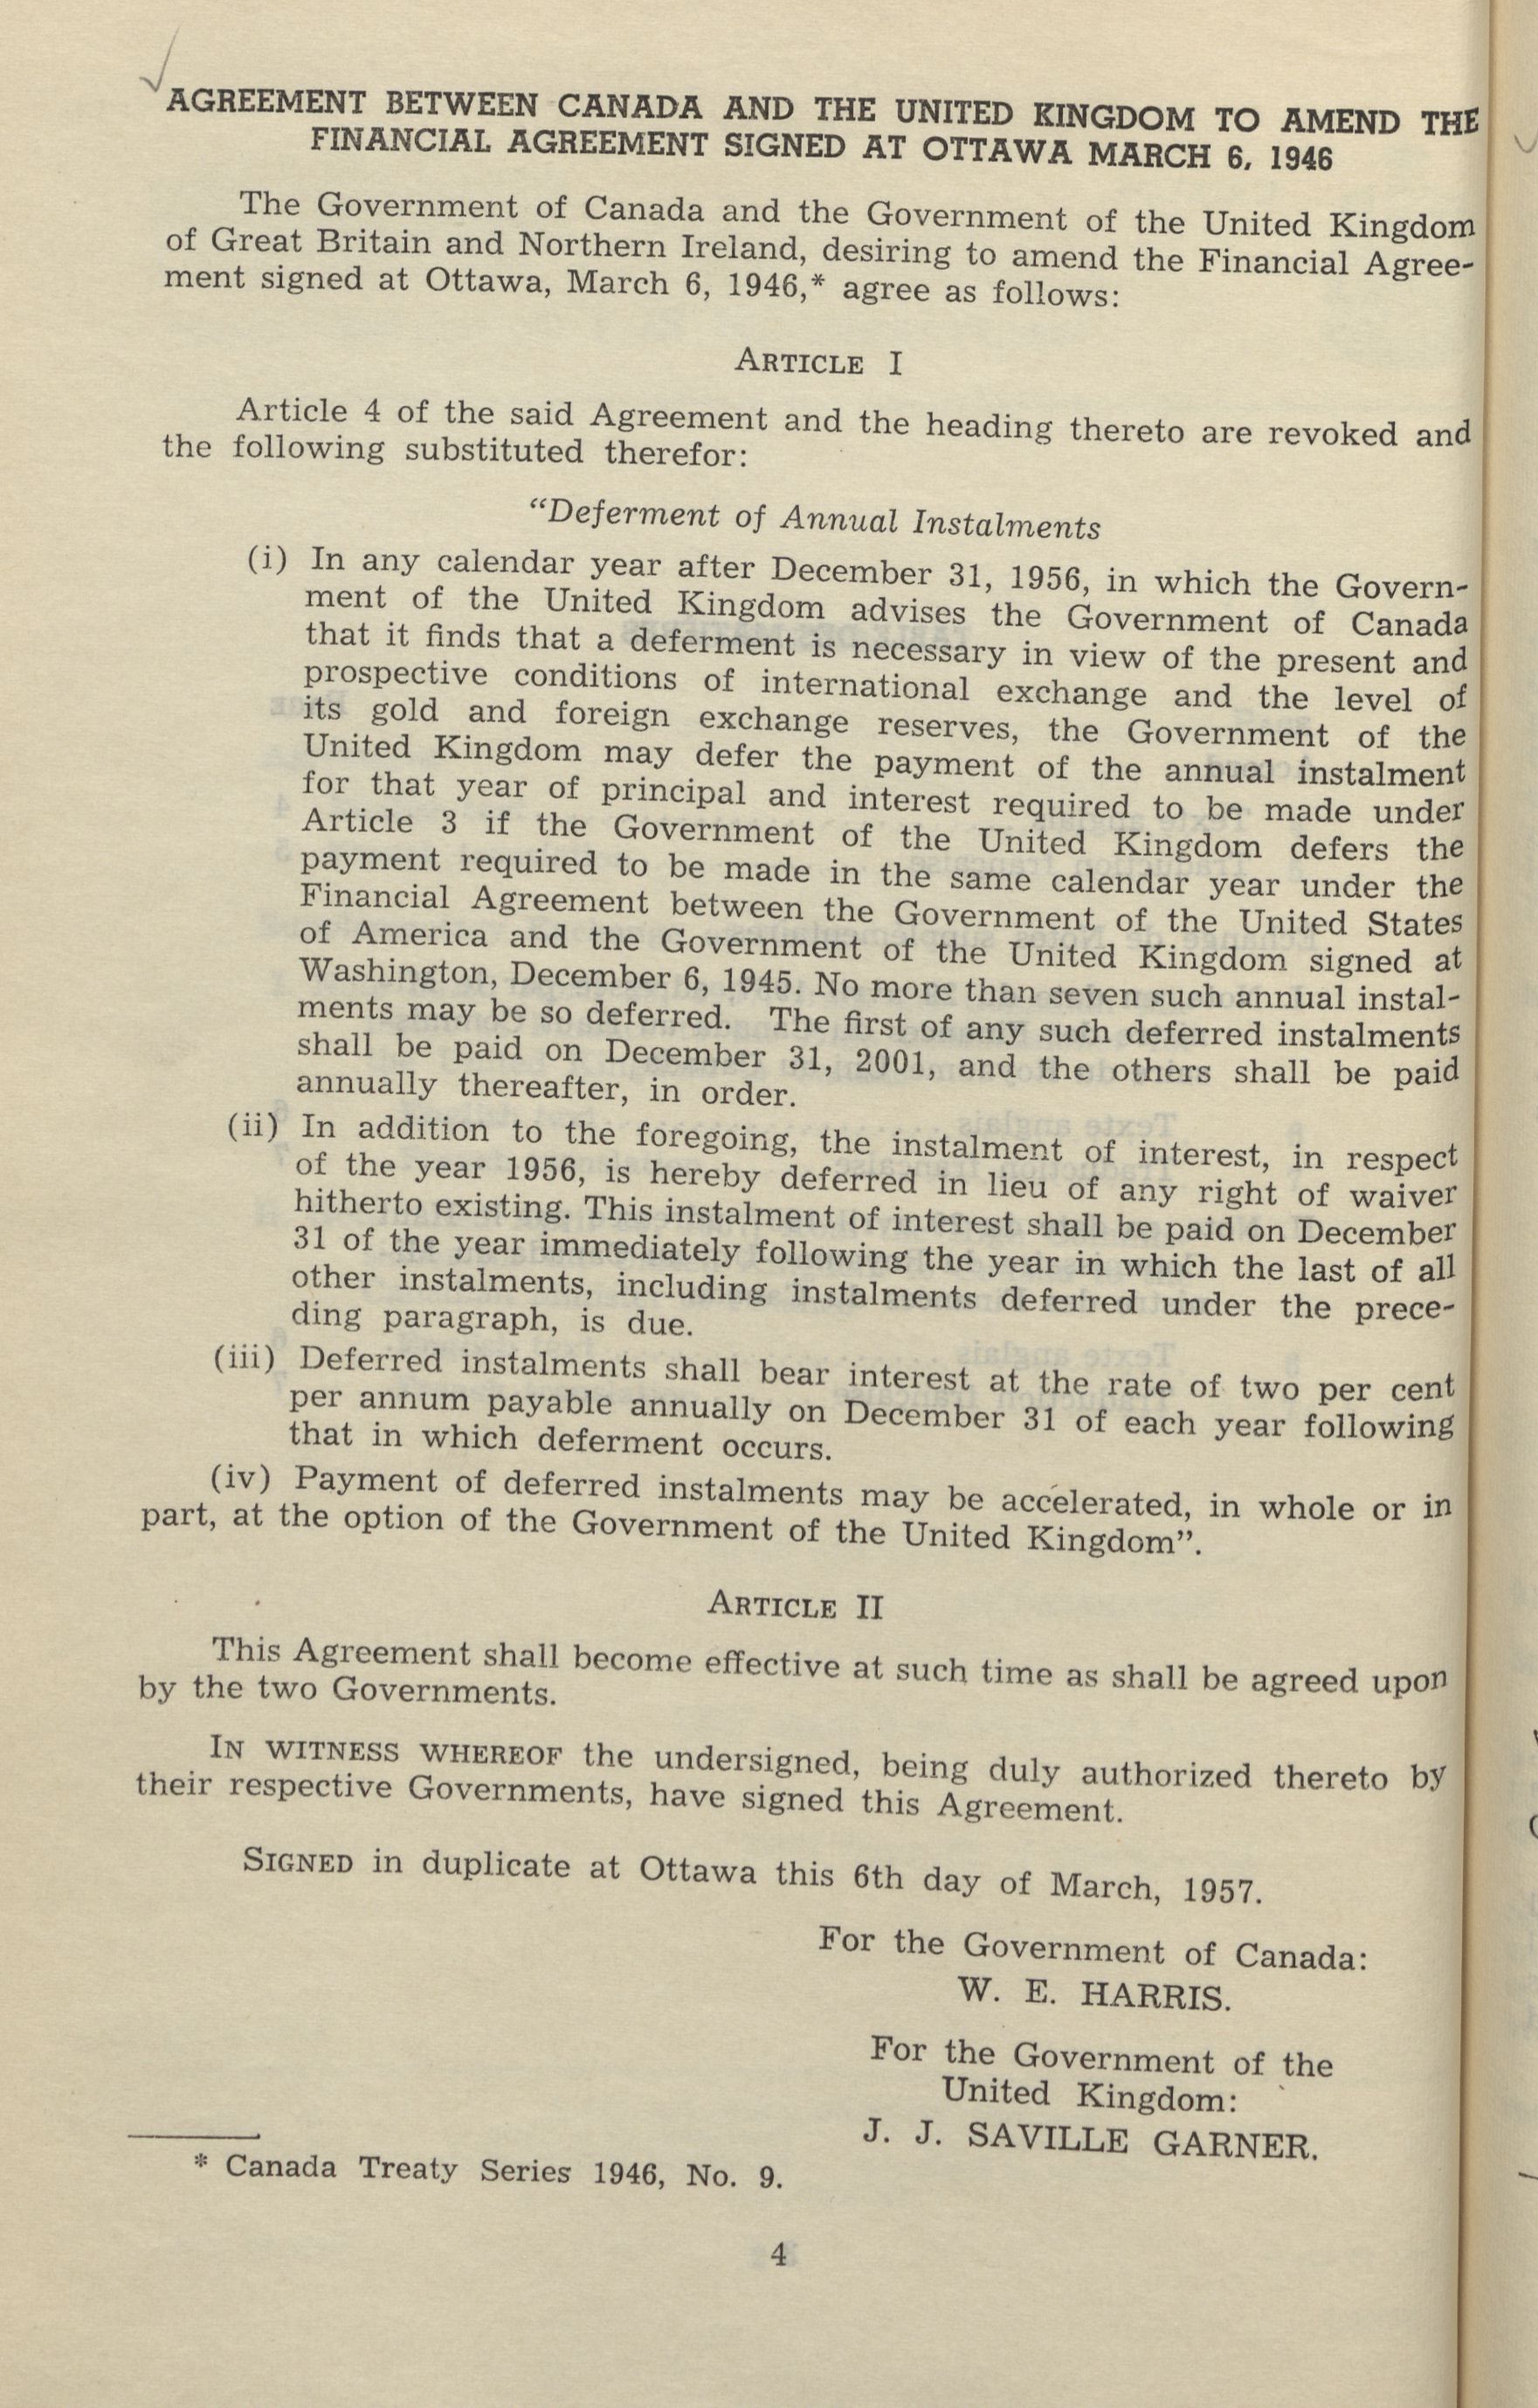 AGREEMENT BETWEEN CANADA AND THE UNITED KINGDOM TO AMEND THE
FINANCIAL AGREEMENT SIGNED AT OTTAWA MARCH 6, 1946
The Government of Canada and the Government of the United Kingdom
of Great Britain and Northern Ireland, desiring to amend the Financial Agree-
ment signed at Ottawa, March 6, 1946,* agree as follows:
ARTICLE I
Article 4 of the said Agreement and the heading thereto are revoked and
the following substituted therefor:
“Deferment of Annual Instalments
(i) In any calendar year after December 31, 1956, in which the Govern-
ment of the United Kingdom advises the Government of Canada
that it finds that a deferment is necessary in view of the present and
prospective conditions of international exchange and the level of
its gold and foreign exchange reserves, the Government of the
United Kingdom may defer the payment of the annual instalment
for that year of principal and interest required to be made under
Article 3 if the Government of the United Kingdom defers the
payment required to be made in the same calendar year under the
Financial Agreement between the Government of the United States
of America and the Government of the United Kingdom signed at
Washington, December 6, 1945. No more than seven such annual instal-
ments may be so deferred. The first of any such deferred instalments
shall be paid on December 31, 2001, and the others shall be paid
annually thereafter, in order.
(ii) In addition to the foregoing, the instalment of interest, in respect
of the year 1956, is hereby deferred in lieu of any right of waiver
hitherto existing. This instalment of interest shall be paid on December
31 of the year immediately following the year in which the last of all
other instalments, including instalments deferred under the prece-
ding paragraph, is due.
(iii) Deferred instalments shall bear interest at the rate of two per cent
per annum payable annually on December 31 of each year following
that in which deferment occurs.
(iv) Payment of deferred instalments may be accelerated, in whole or in
part, at the option of the Government of the United Kingdom”.
ARTICLE II
This Agreement shall become effective at such time as shall be agreed upon
by the two Governments.
IN WITNESS WHEREOF the undersigned, being duly authorized thereto by
their respective Governments, have signed this Agreement.
SIGNED in duplicate at Ottawa this 6th day of March, 1957.
For the Government of Canada:
W. E. HARRIS.
For the Government of the
United Kingdom:
J. J. SAVILLE GARNER.
* Canada Treaty Series 1946, No. 9.
4